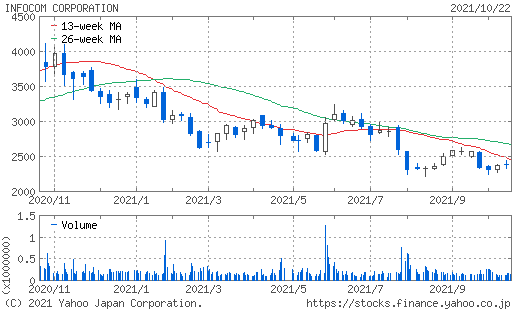 INFOCOM CORPORATION 2021/10/22
4500
13-week MA
26-week MA
4000
3500
3000
2500
2000
2020/11 2021/1 2021/3 2021/5 2021/7 2021/9
1.5
Volume
1
0.5
0
(x1000000)
2020/11 2021/1 2021/3 2021/5 2021/7 2021/9
(C) 2021 Yahoo Japan Corporation. https://stocks.finance.yahoo.co.jp/